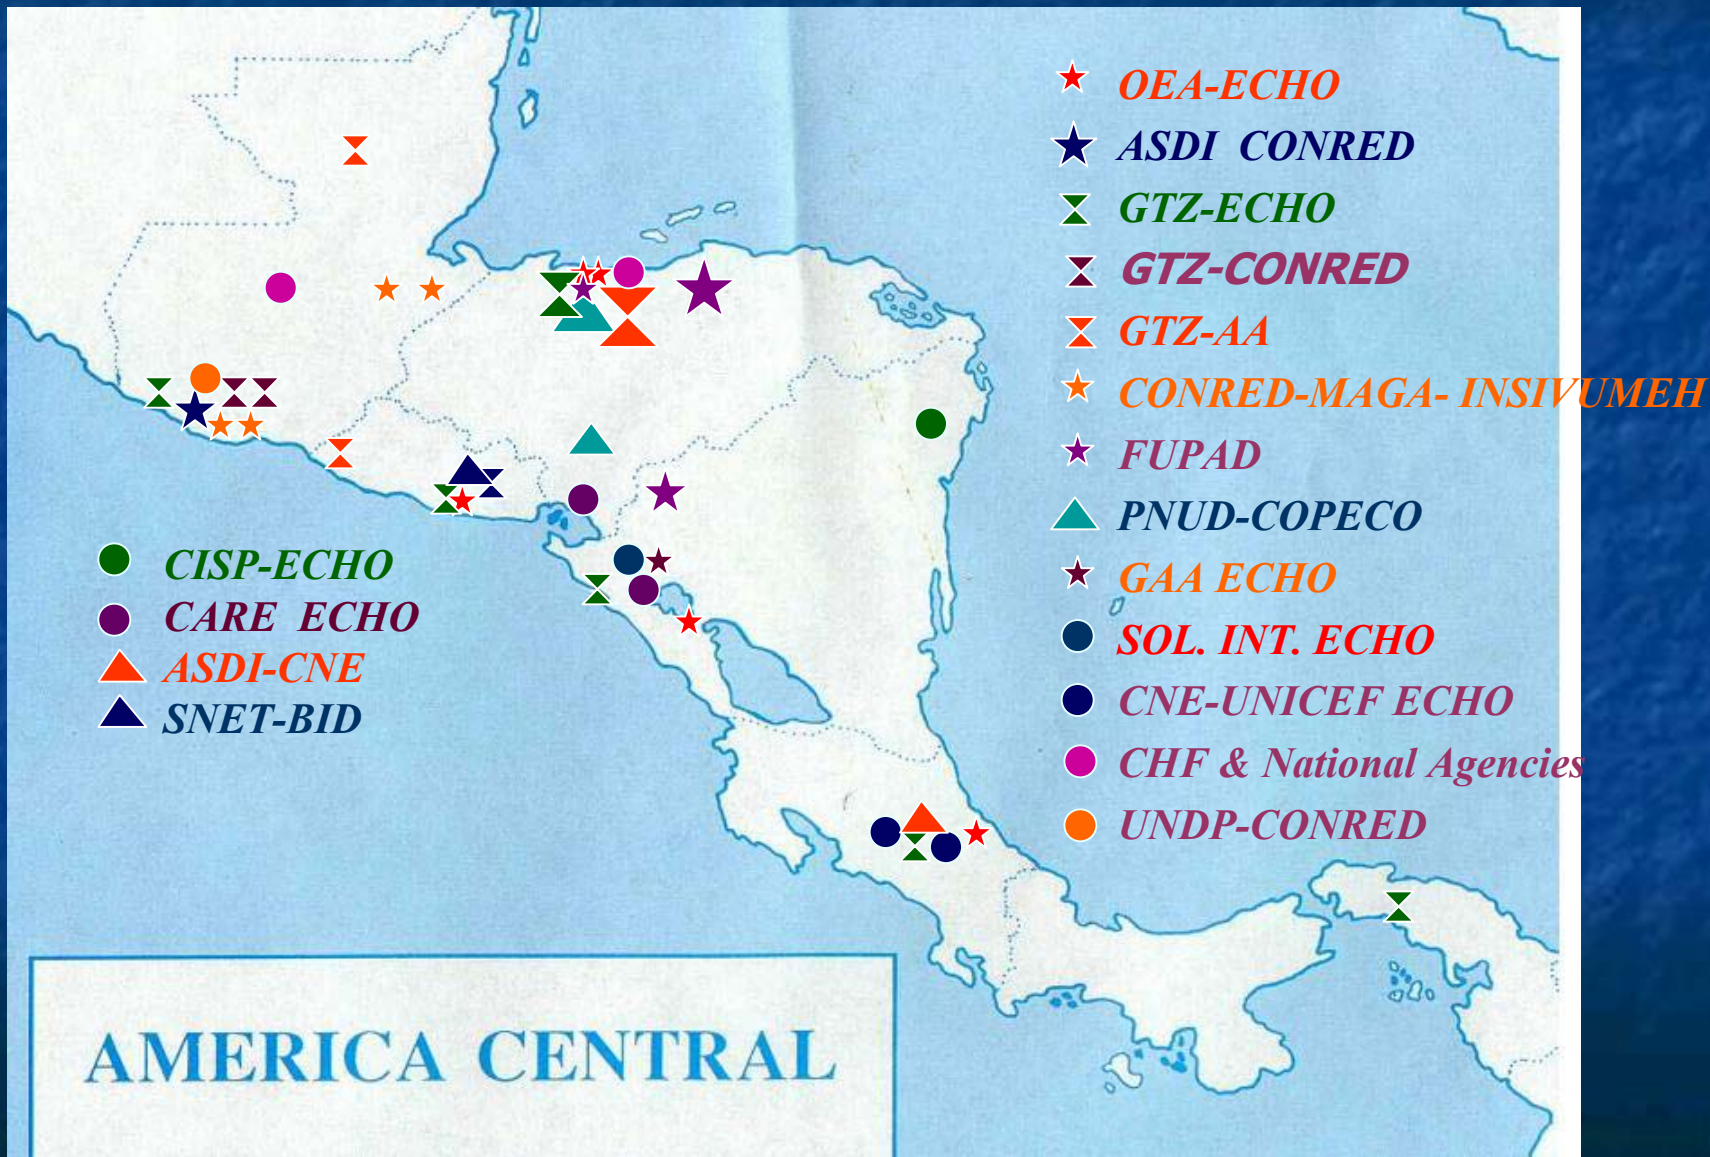 OEA-ECHO
ASDI CONRED
GTZ-ECHO
GTZ-CONRED
GTZ-AA
CONRED-MAGA- INSIVUMEH
FUPAD
PNUD-COPECO
GAA ECHO
SOL. INT. ECHO
CNE-UNICEF ECHO
CHF & National Agencies
UNDP-CONRED
CISP-ECHO
CARE ECHO
ASDI-CNE
SNET-BID
AMERICA CENTRAL